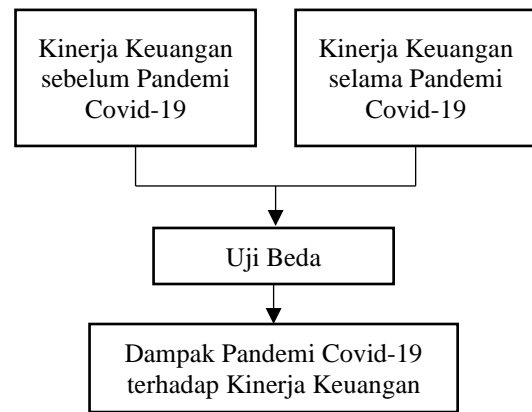 Kinerja Keuangan
sebelum Pandemi
Covid-19
Kinerja Keuangan
selama Pandemi
Covid-19
Uji Beda
Dampak Pandemi Covid-19
terhadap Kinerja Keuangan